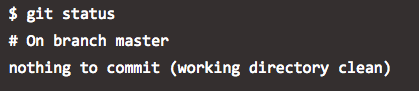 $ git status
# On branch master
nothing to commit (working directory clean)